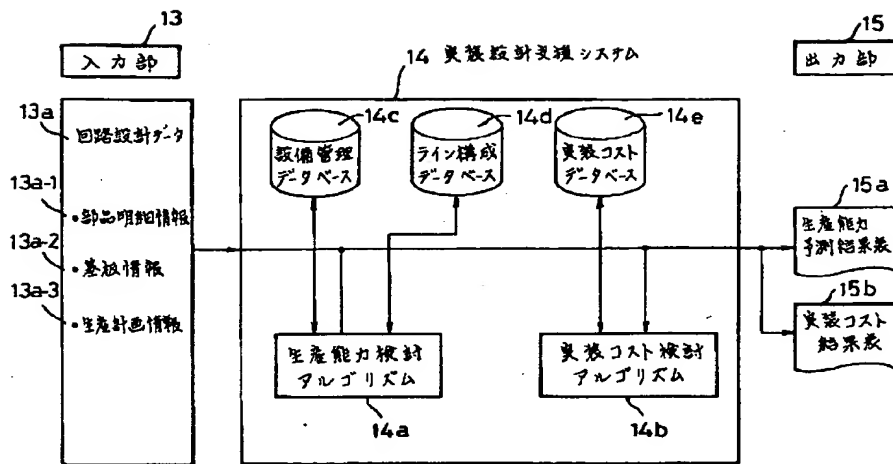 13
入力部
13a
回路設計データ
13a-1
•部品明細情報
13a-2
•基板情報
13a-3
•生産計画情報
14 実装設計支援システム
14c
設備管理
データベース
14d
ライン構成
データベース
14e
実装コスト
データベース
生産能力検討
アルゴリズム
14a
実装コスト検討
アルゴリズム
14b
15
出力部
15a
生産能力
予測結果表
15b
実装コスト
結果表